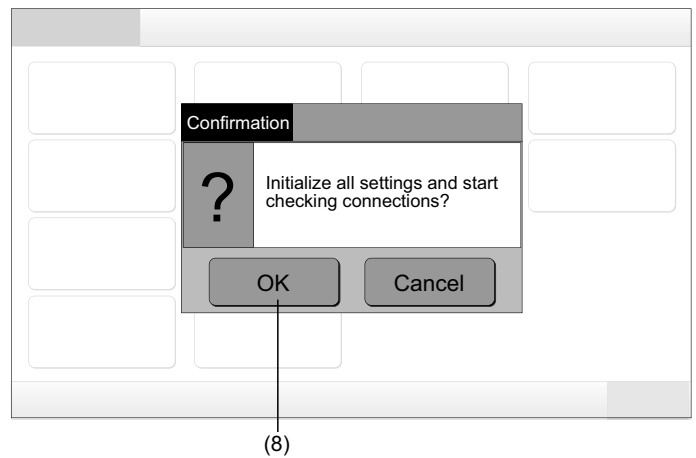 Confirmation
?
Initialize all settings and start
checking connections?
OK
Cancel
(8)